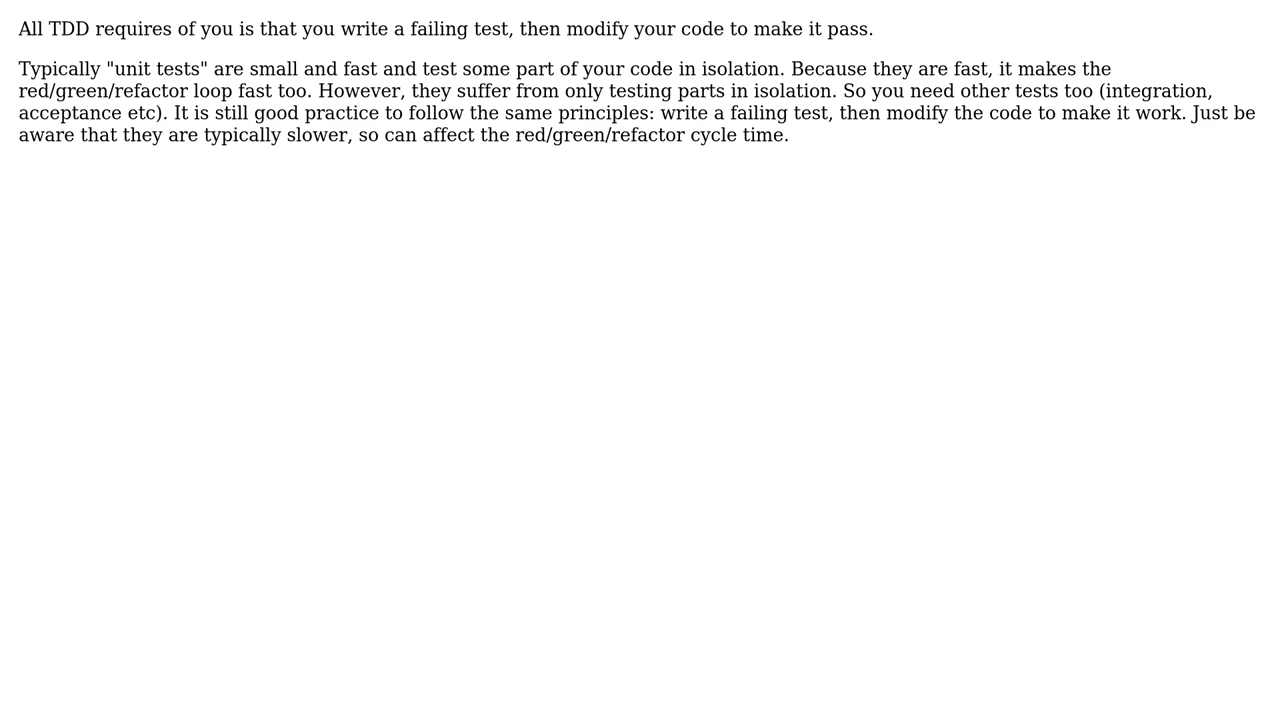 All TDD requires of you is that you write a failing test, then modify your code to make it pass.
Typically "unit tests" are small and fast and test some part of your code in isolation. Because they are fast, it makes the
red/green/refactor loop fast too. However, they suffer from only testing parts in isolation. So you need other tests too (integration,
acceptance etc). It is still good practice to follow the same principles: write a failing test, then modify the code to make it work. Just be
aware that they are typically slower, so can affect the red/green/refactor cycle time.